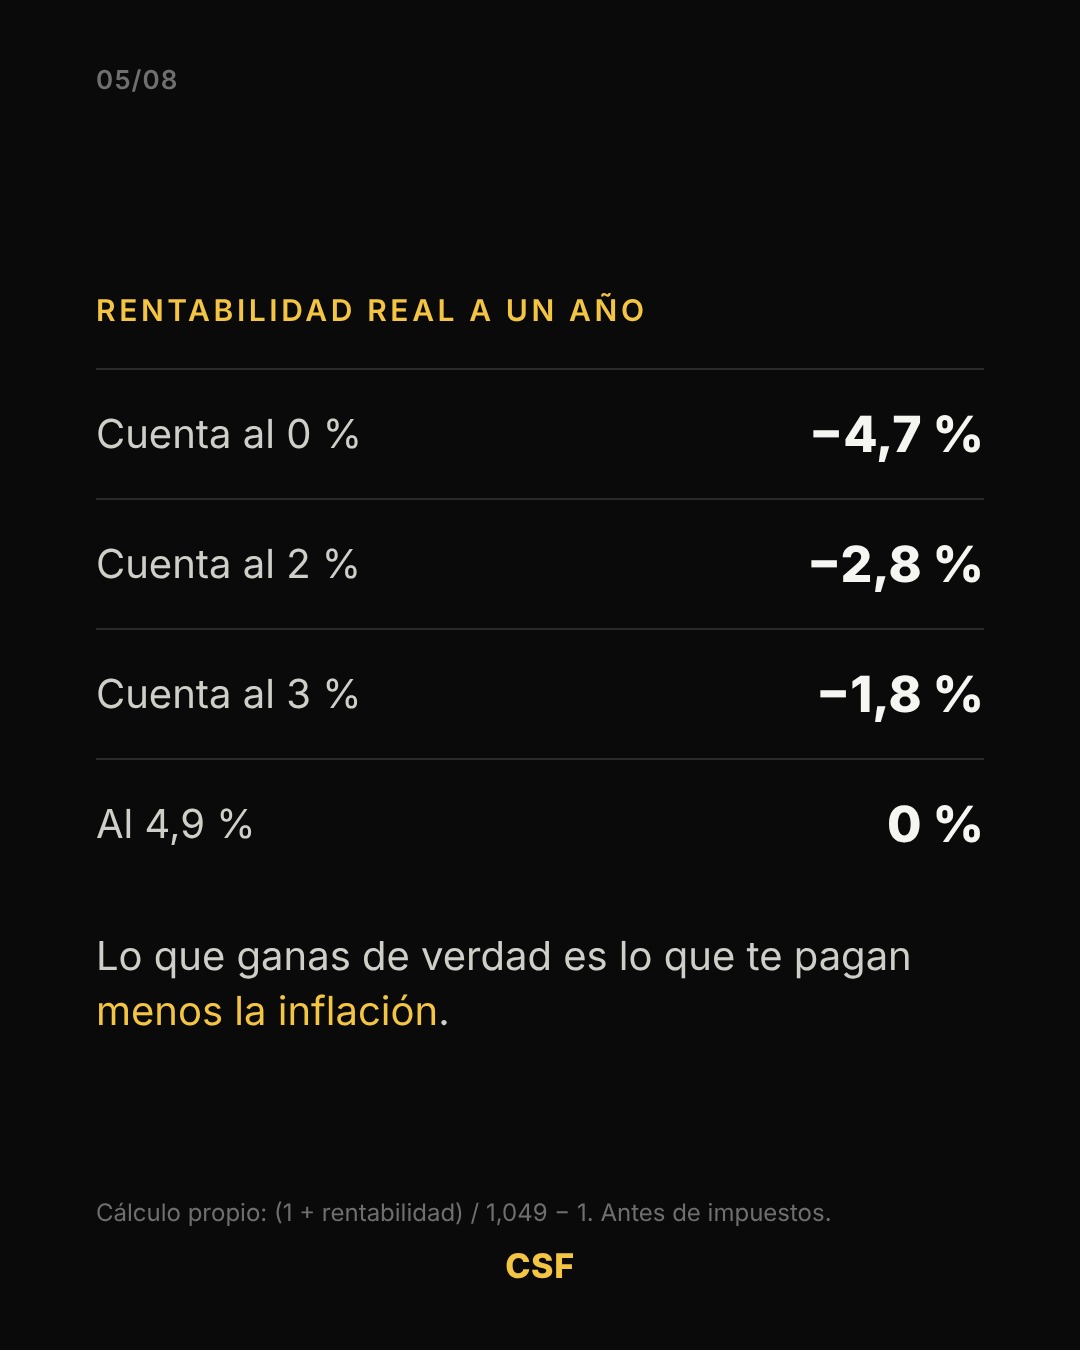 05/08
RENTABILIDAD REAL A UN AÑO
Cuenta al 0 % −4,7 %
Cuenta al 2 % −2,8 %
Cuenta al 3 % −1,8 %
Al 4,9 % 0 %
Lo que ganas de verdad es lo que te pagan
menos la inflación.
Cálculo propio: (1 + rentabilidad) / 1,049 − 1. Antes de impuestos.
CSF